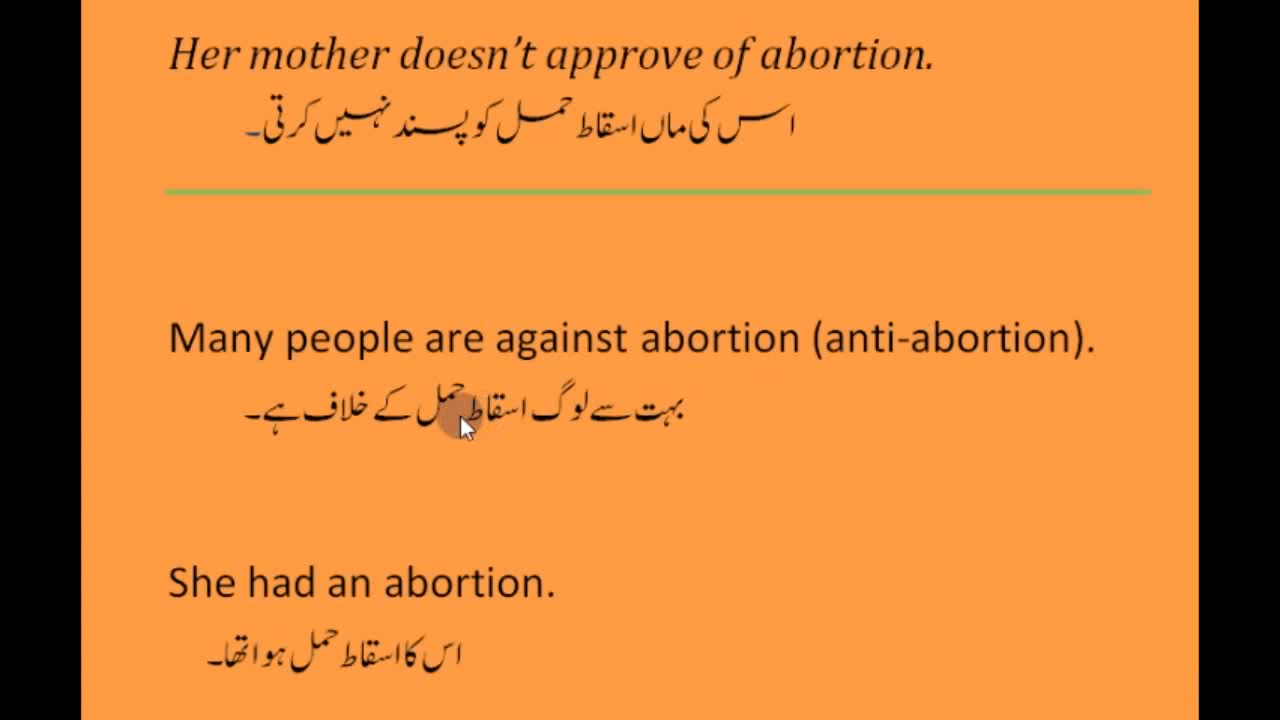 Her mother doesn’t approve of abortion.
اس کی ماں اسقاط حمل کو پسند نہیں کرتی۔
Many people are against abortion (anti-abortion).
بہت سے لوگ اسقاط حمل کے خلاف ہے۔
She had an abortion.
اس کا اسقاط حمل ہوا تھا۔